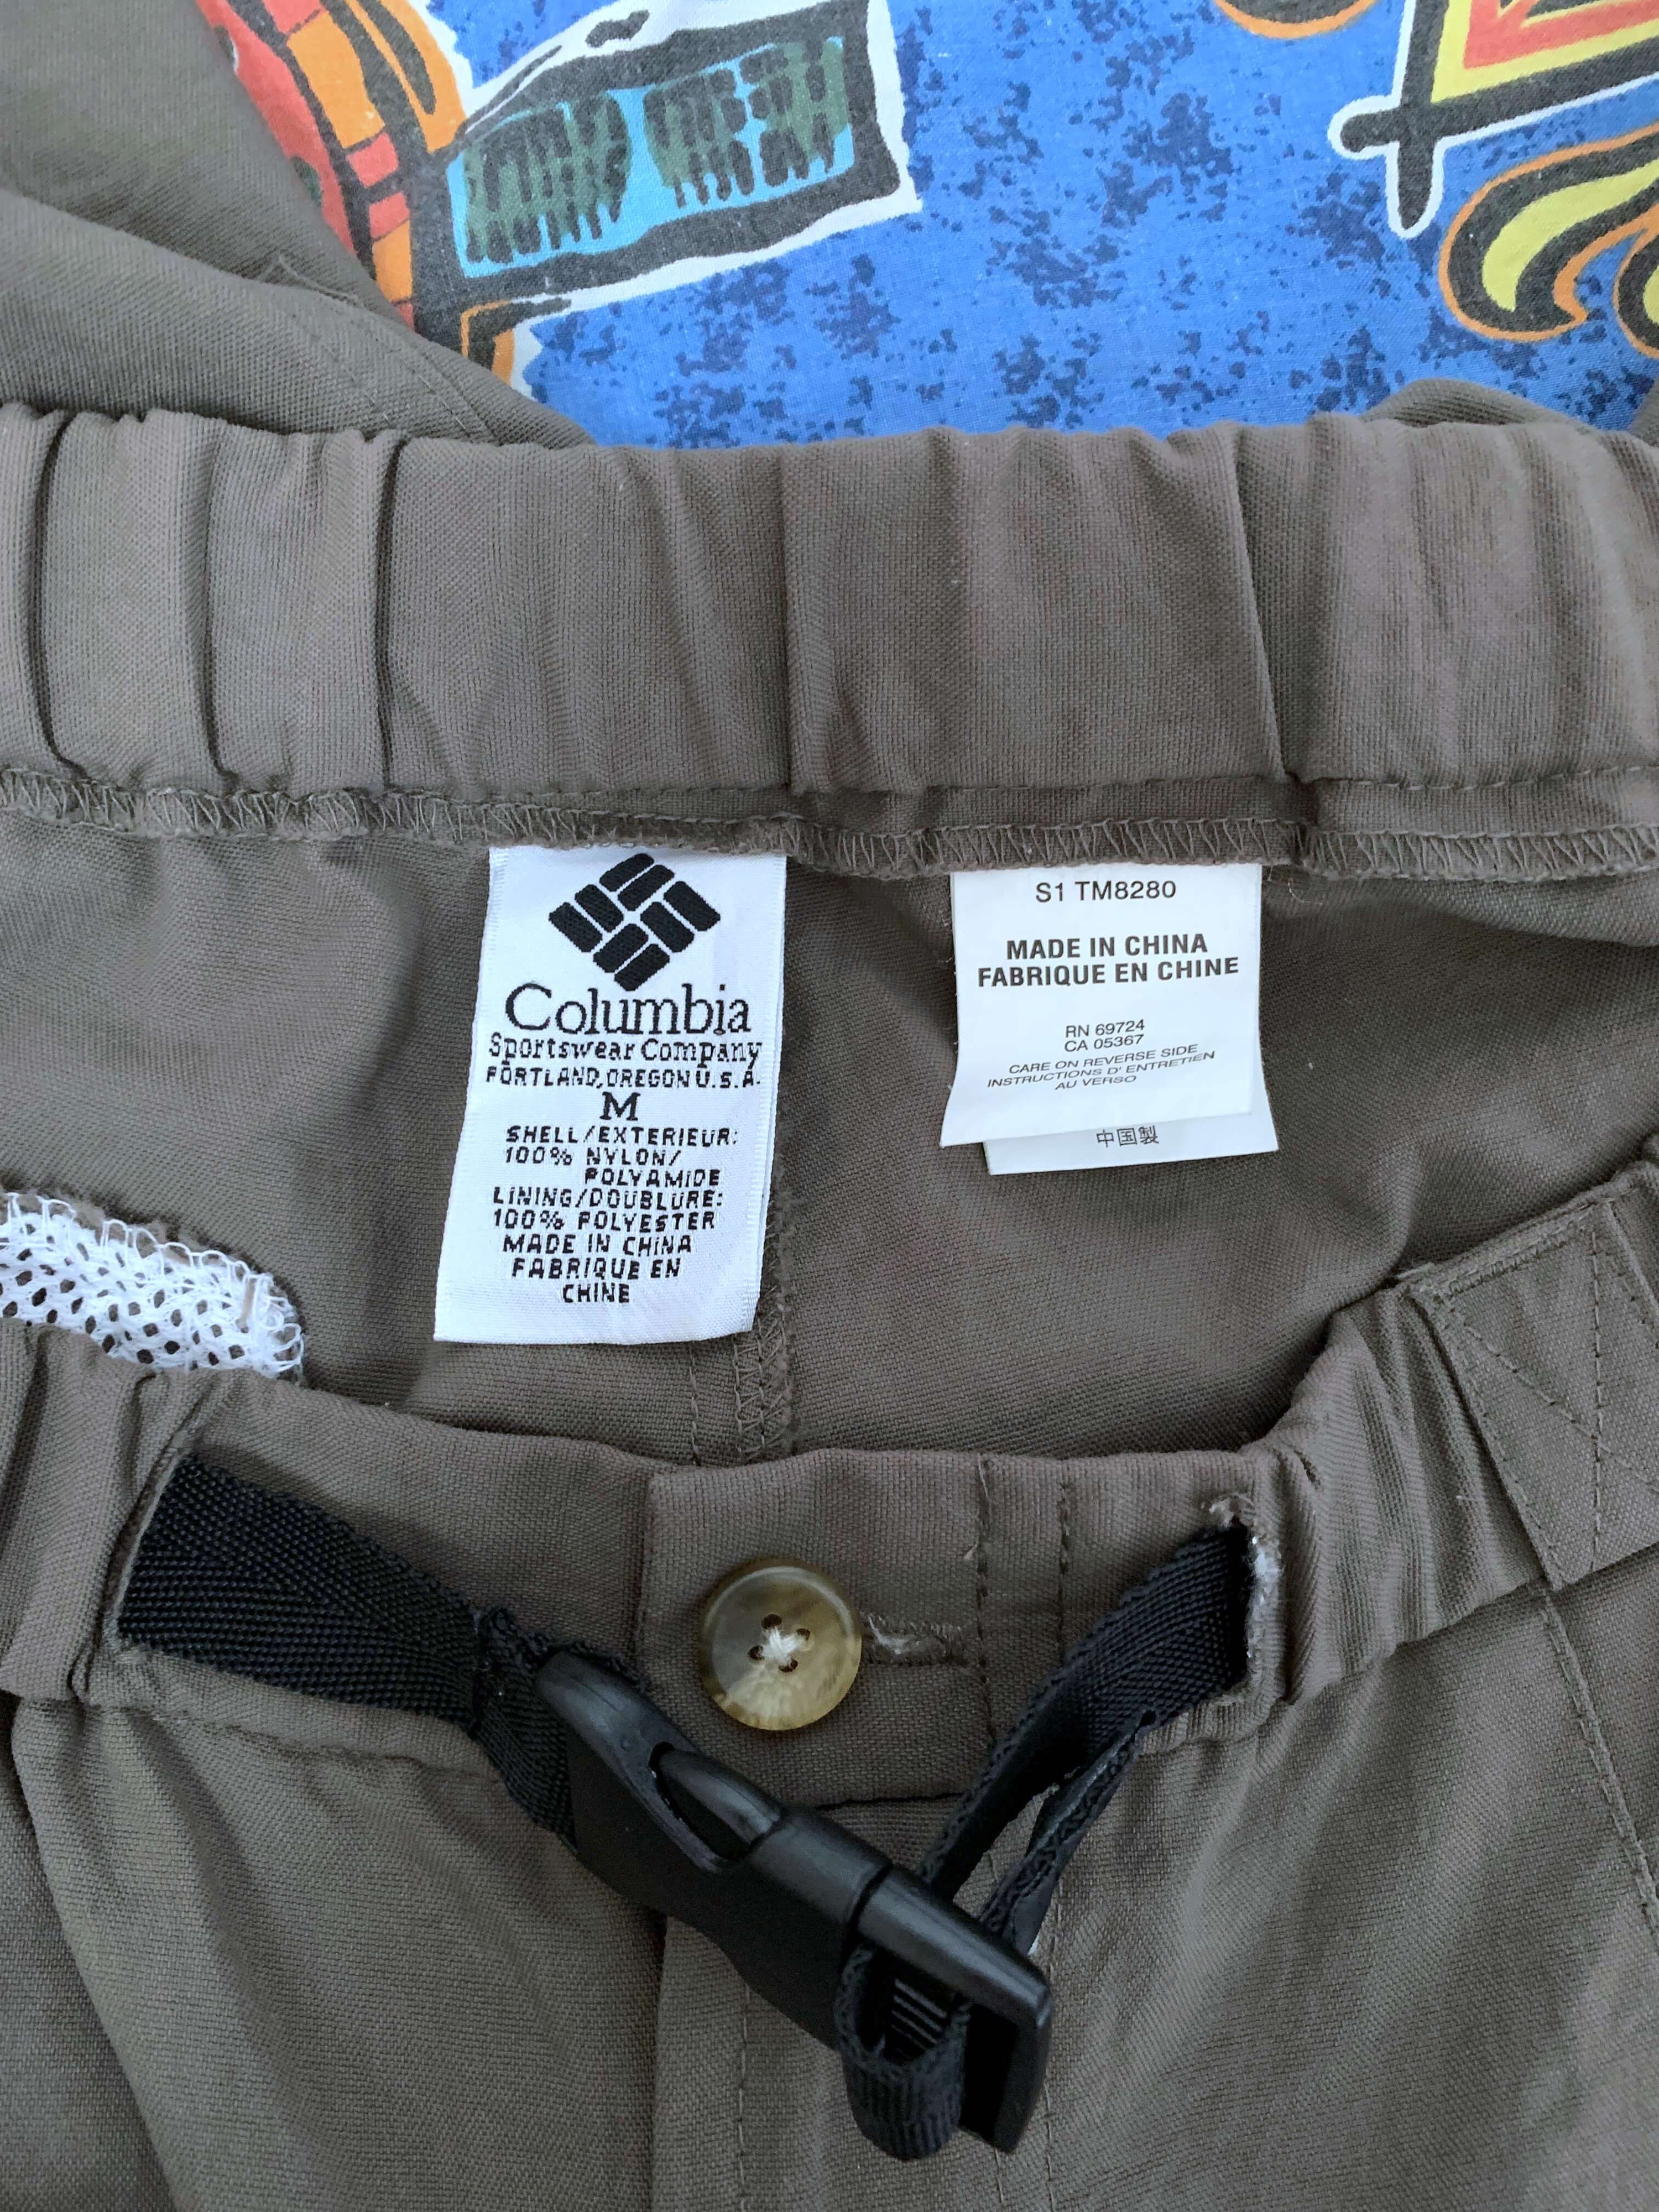 Columbia
Sportswear Company
PORTLAND, OREGON U.S.A.
M
SHELL/EXTERIEUR:
100% NYLON/
POLYAMIDE
LINING/DOUBLURE:
100% POLYESTER
MADE IN CHINA
FABRIQUE EN
CHINE
S1 TM8280
MADE IN CHINA
FABRIQUE EN CHINE
RN 69724
CA 05367
CARE ON REVERSE SIDE
INSTRUCTIONS D' ENTRETIEN
AU VERSO
中国製